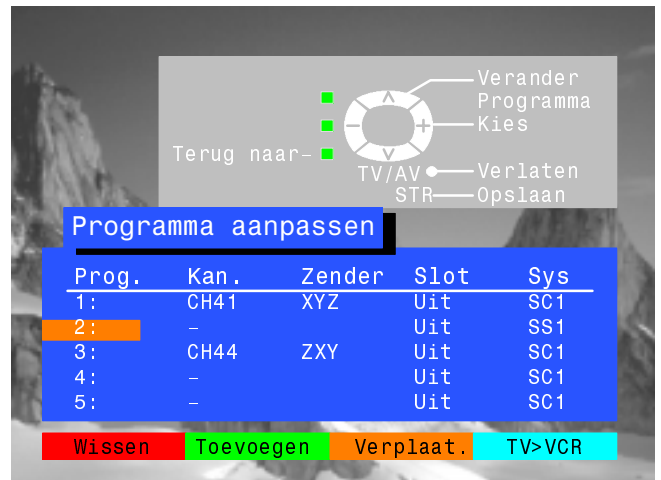 Verander
Programma
Kies
Terug naar–
TV/AV Verlaten
STR Opslaan
Programma aanpassen
Prog. Kan. Zender Slot Sys
1: CH41 XYZ Uit SC1
2: – Uit SS1
3: CH44 ZXY Uit SC1
4: – Uit SC1
5: – Uit SC1
Wissen Toevoegen Verplaat. TV>VCR